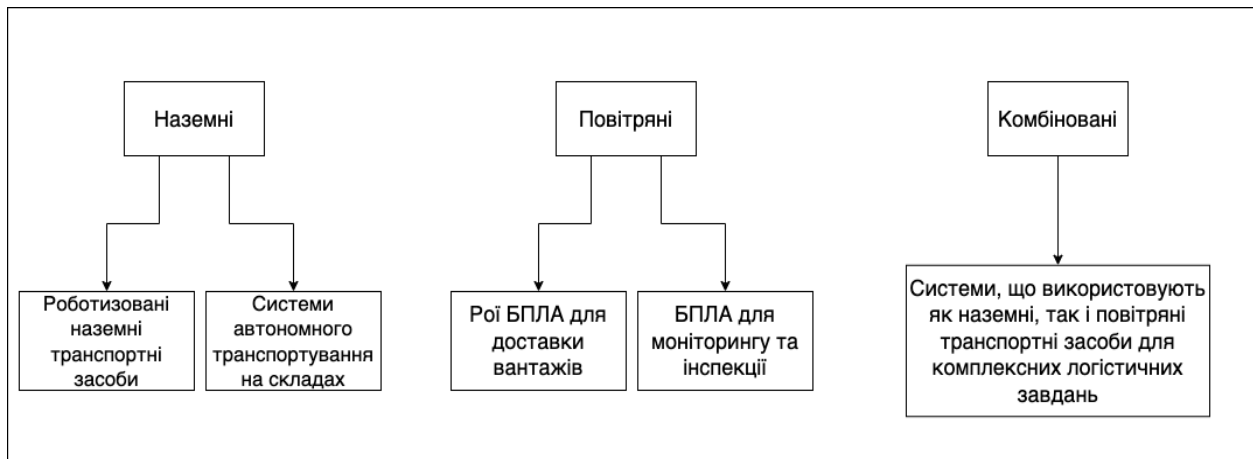 Наземні
Повітряні
Комбіновані
Роботизовані
наземні
транспортні
засоби
Системи
автономного
транспортування
на складах
Рої БПЛА для
доставки
вантажів
БПЛА для
моніторингу та
інспекції
Системи, що використовують
як наземні, так і повітряні
транспортні засоби для
комплексних логістичних
завдань